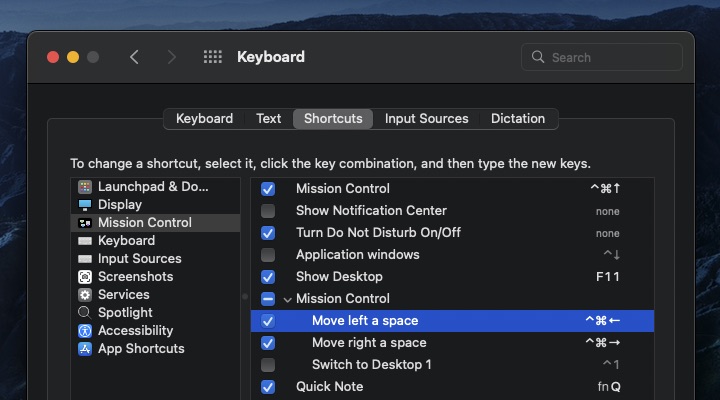 Keyboard
Search
Keyboard Text Shortcuts Input Sources Dictation
To change a shortcut, select it, click the key combination, and then type the new keys.
Launchpad & Do...
Display
Mission Control
Keyboard
Input Sources
Screenshots
Services
Spotlight
Accessibility
App Shortcuts
Mission Control ^⌘↑
Show Notification Center none
Turn Do Not Disturb On/Off none
Application windows ^↓
Show Desktop F11
Mission Control
Move left a space ^⌘←
Move right a space ^⌘→
Switch to Desktop 1 ^1
Quick Note fn Q